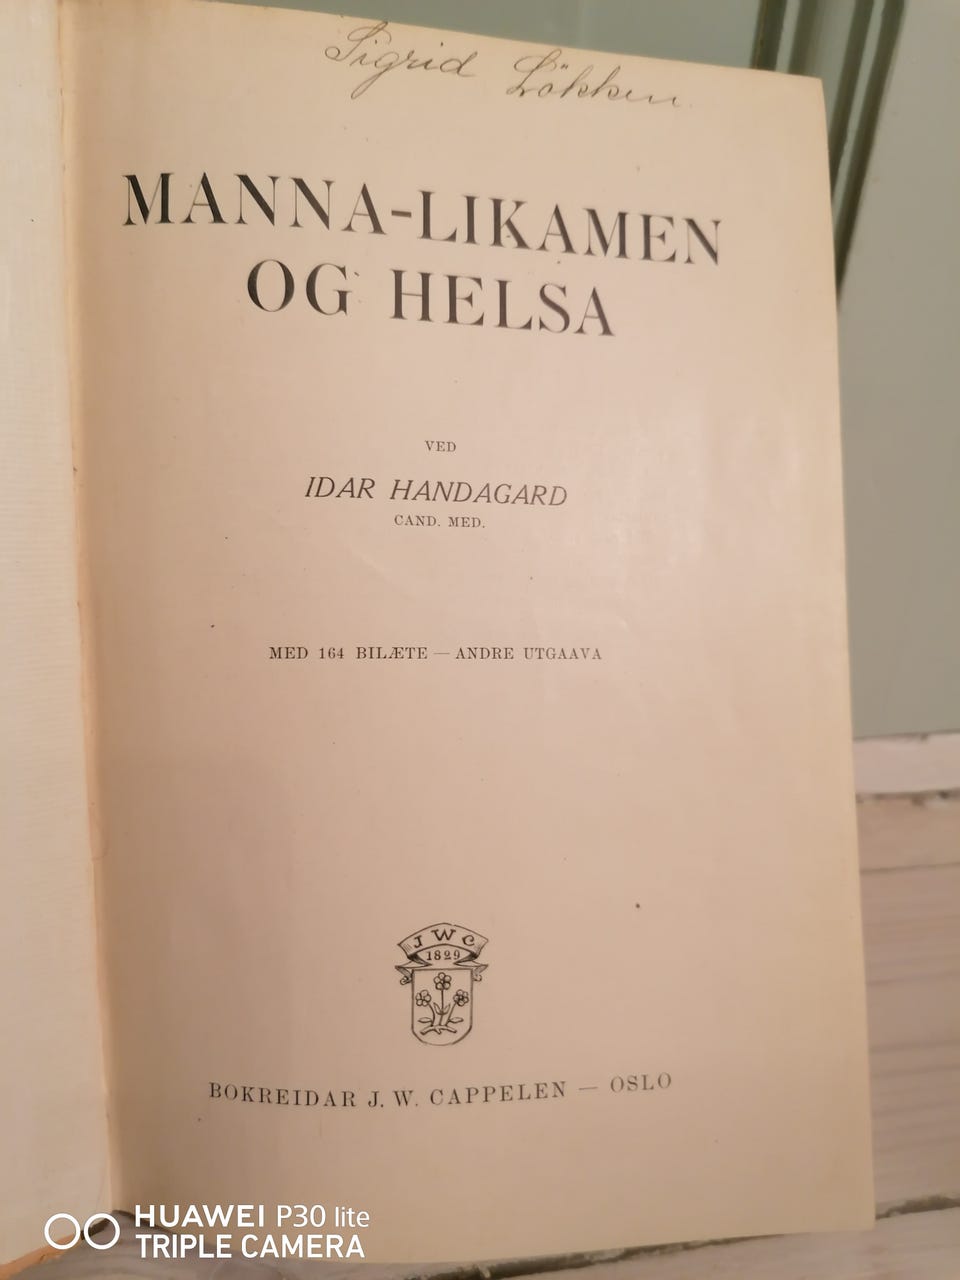 Sigrid Lökken
MANNA-LIKAMEN
OG HELSA
VED
IDAR HANDAGARD
CAND. MED.
MED 164 BILÆTE — ANDRE UTGAAVA
J W C
1829
BOKREIDAR J. W. CAPPELEN — OSLO
HUAWEI P30 lite
TRIPLE CAMERA